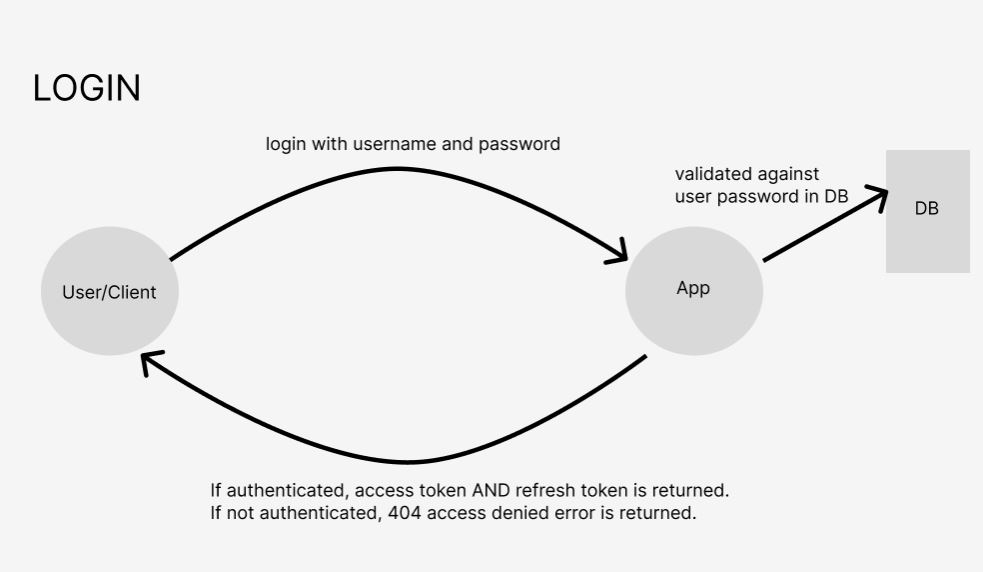 LOGIN
login with username and password
validated against
user password in DB
DB
User/Client
App
If authenticated, access token AND refresh token is returned.
If not authenticated, 404 access denied error is returned.